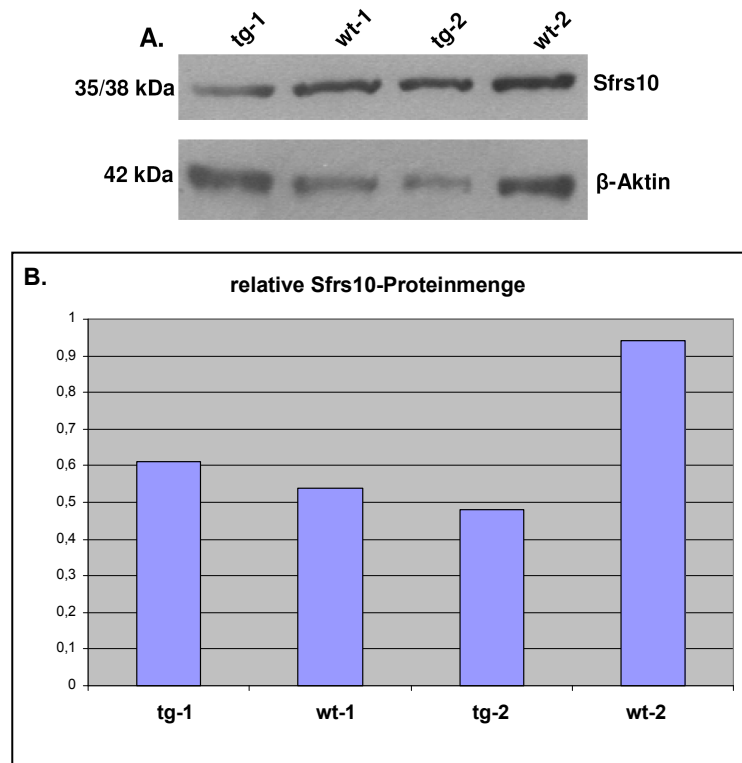 A.
tg-1 wt-1 tg-2 wt-2
35/38 kDa Sfrs10
42 kDa β-Aktin
B.
relative Sfrs10-Proteinmenge
1
0,9
0,8
0,7
0,6
0,5
0,4
0,3
0,2
0,1
0
tg-1 wt-1 tg-2 wt-2